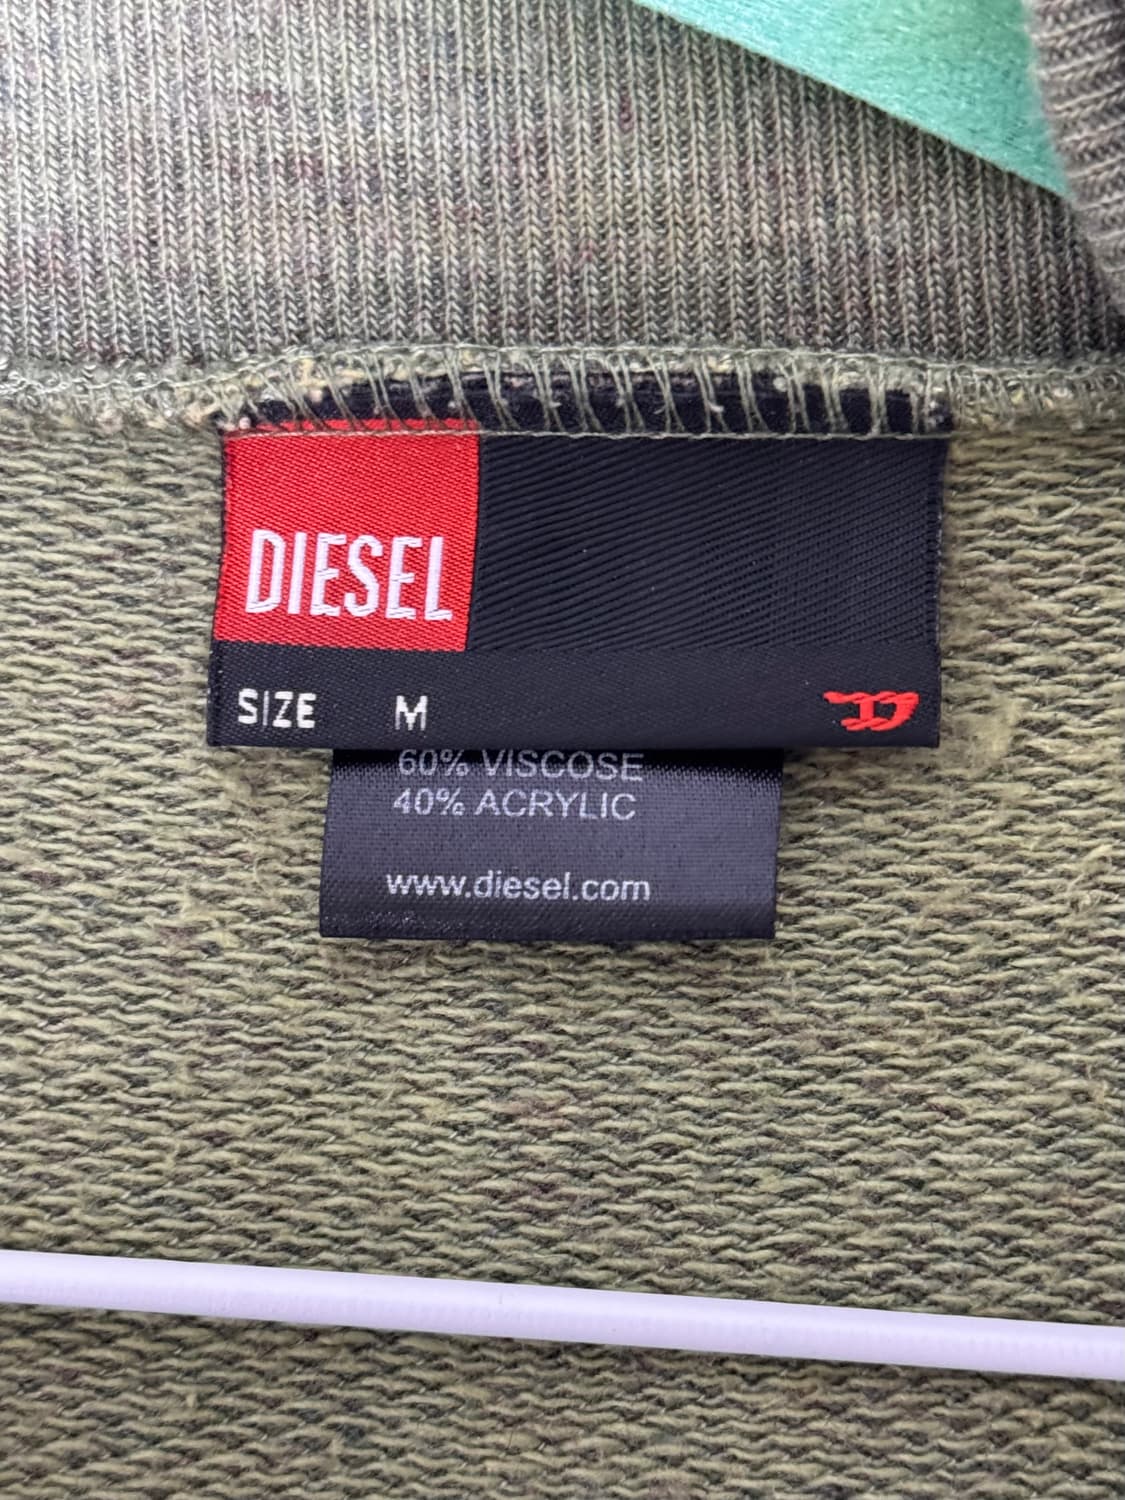 DIESEL
SIZE M
60% VISCOSE
40% ACRYLIC
www.diesel.com